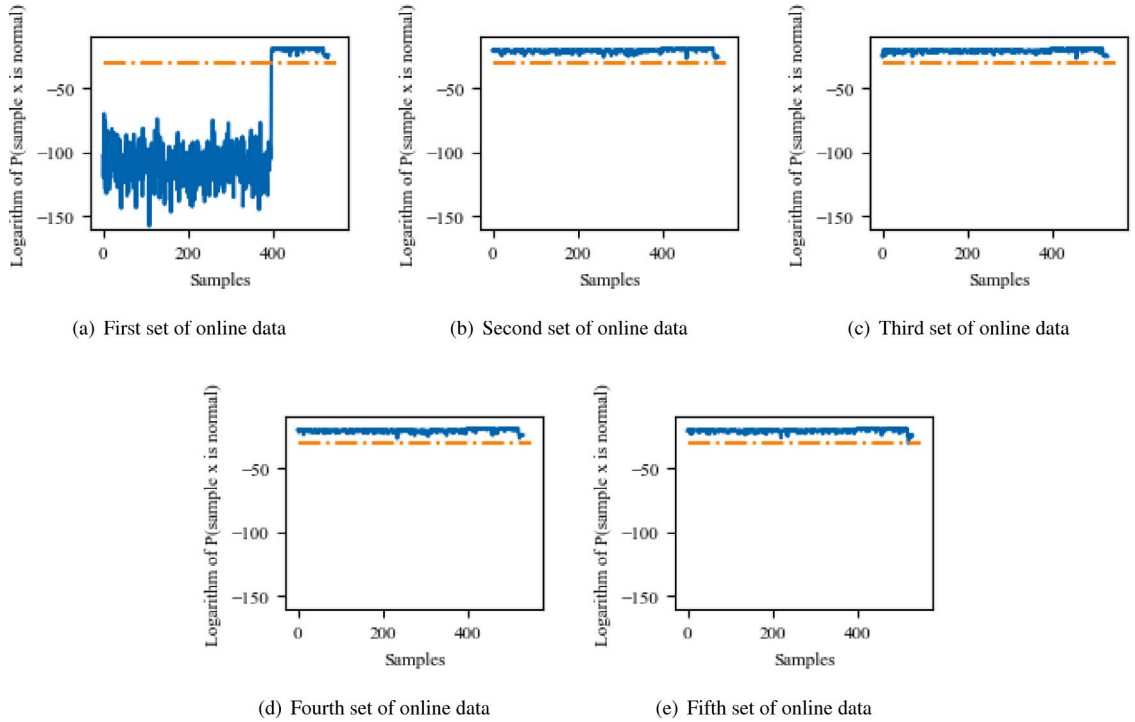 Logarithm of P(sample x is normal)
−50
−100
−150
0
200
400
Samples
(a) First set of online data
Logarithm of P(sample x is normal)
−50
−100
−150
0
200
400
Samples
(b) Second set of online data
Logarithm of P(sample x is normal)
−50
−100
−150
0
200
400
Samples
(c) Third set of online data
Logarithm of P(sample x is normal)
−50
−100
−150
0
200
400
Samples
(d) Fourth set of online data
Logarithm of P(sample x is normal)
−50
−100
−150
0
200
400
Samples
(e) Fifth set of online data